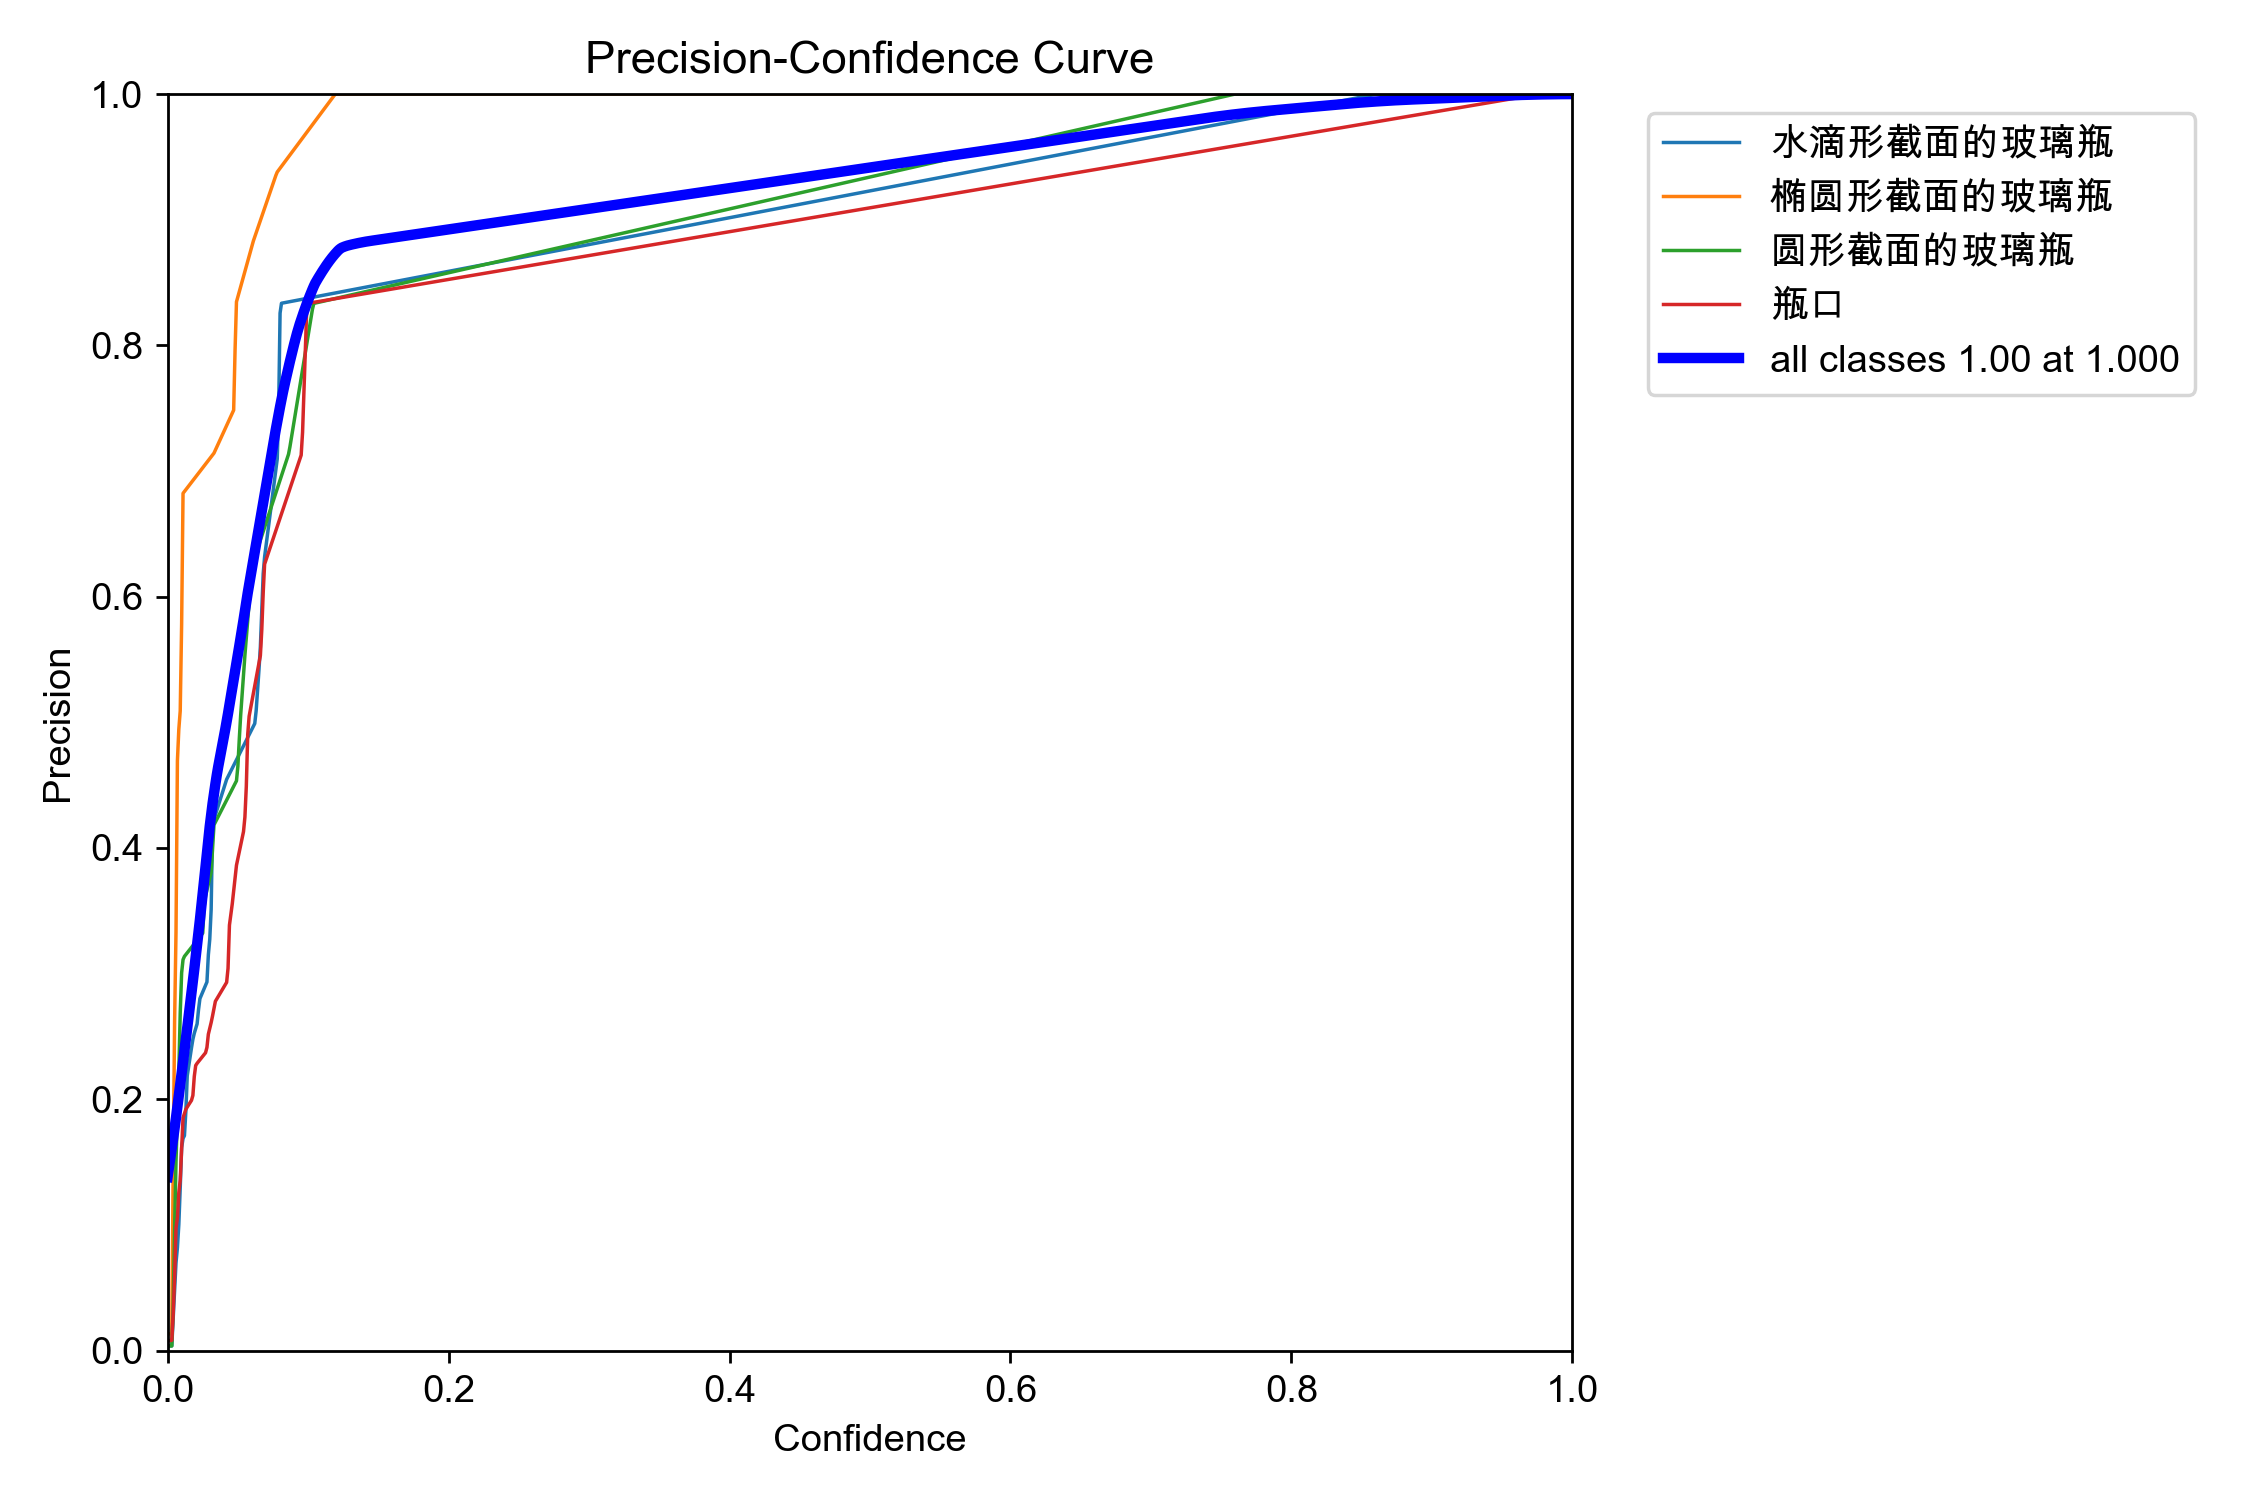 Precision-Confidence Curve
1.0
0.8
0.6
0.4
0.2
0.0
Precision
0.0 0.2 0.4 0.6 0.8 1.0
Confidence
水滴形截面的玻璃瓶
椭圆形截面的玻璃瓶
圆形截面的玻璃瓶
瓶口
all classes 1.00 at 1.000